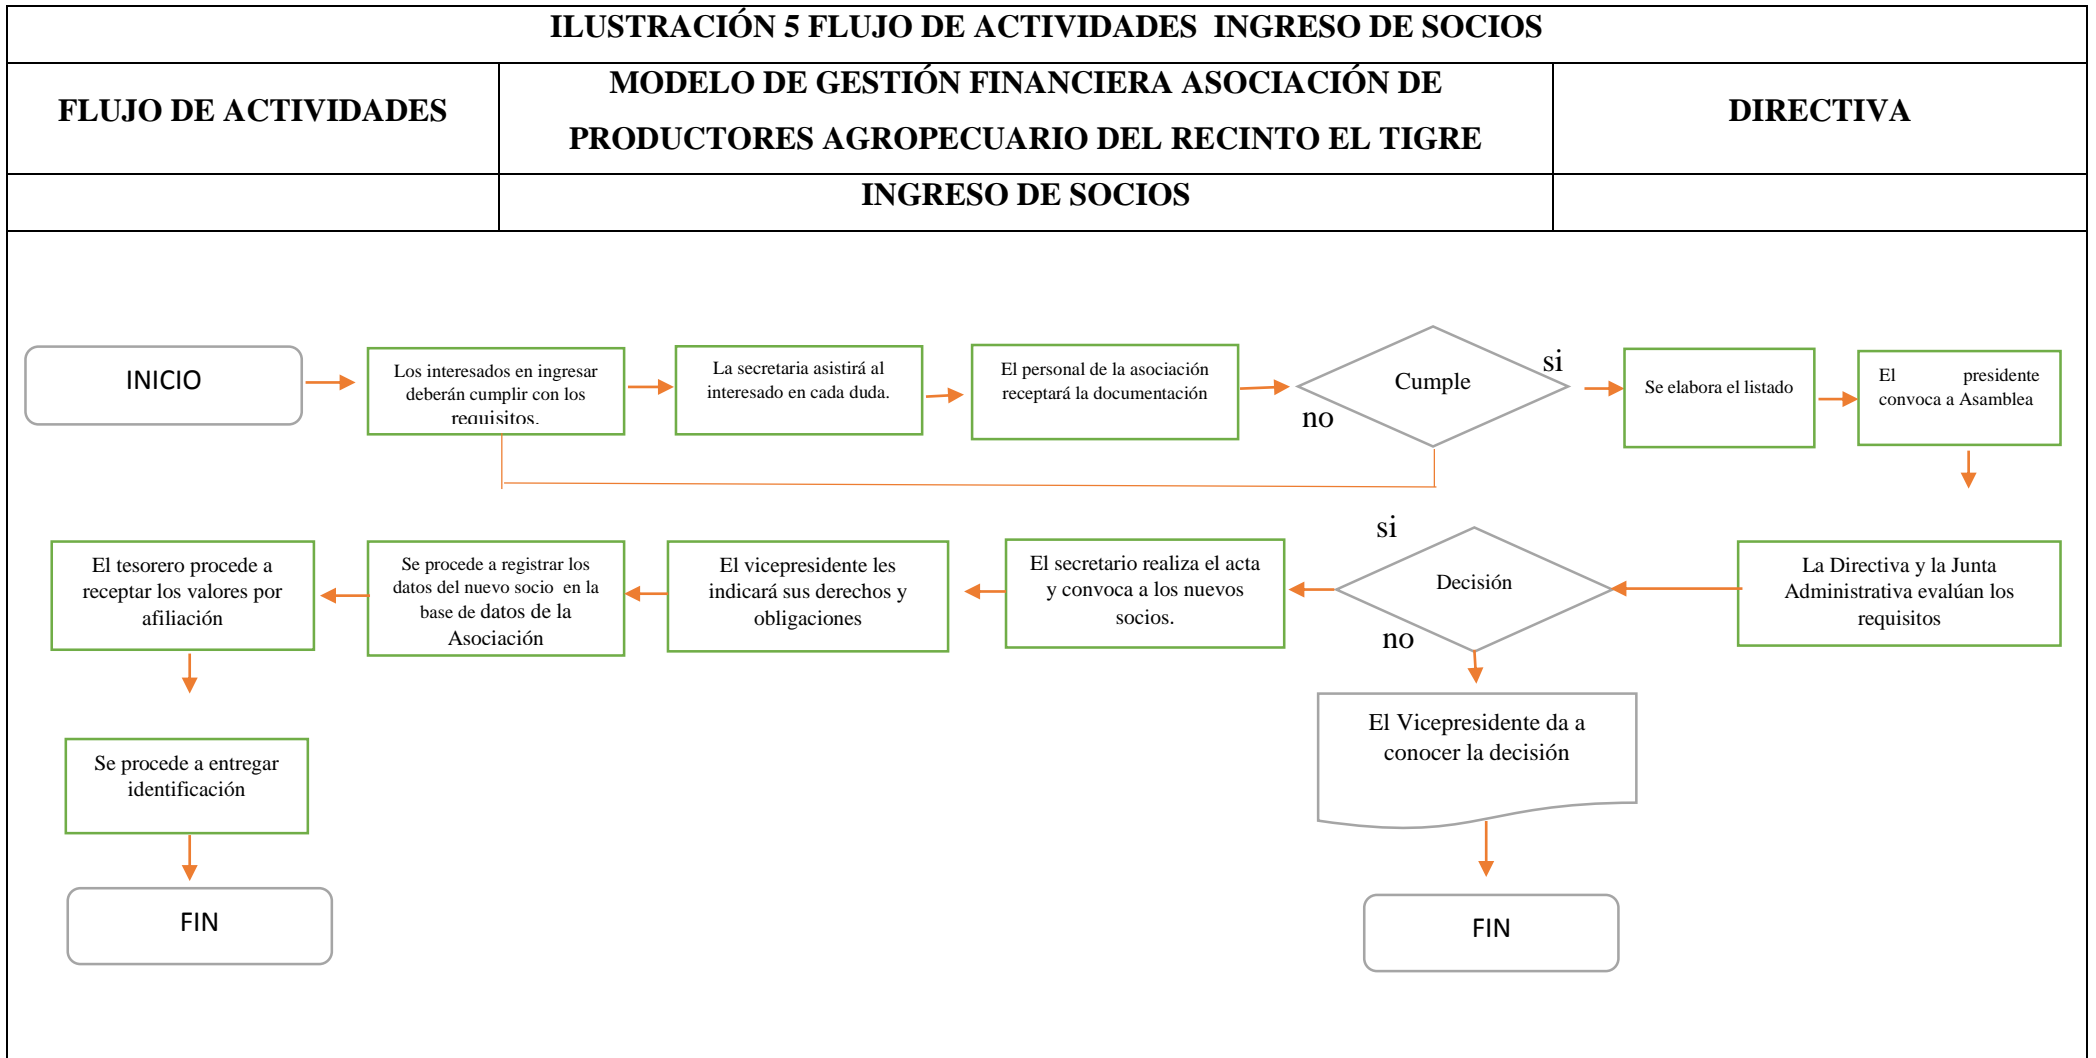 ILUSTRACIÓN 5 FLUJO DE ACTIVIDADES  INGRESO DE SOCIOS
FLUJO DE ACTIVIDADES
MODELO DE GESTIÓN FINANCIERA ASOCIACIÓN DE
PRODUCTORES AGROPECUARIO DEL RECINTO EL TIGRE
DIRECTIVA
INGRESO DE SOCIOS
INICIO
Los interesados en ingresar
deberán cumplir con los
requisitos.
La secretaria asistirá al
interesado en cada duda.
El personal de la asociación
receptará la documentación
Cumple
si
no
Se elabora el listado
El presidente
convoca a Asamblea
La Directiva y la Junta
Administrativa evalúan los
requisitos
Decisión
si
no
El secretario realiza el acta
y convoca a los nuevos
socios.
El vicepresidente les
indicará sus derechos y
obligaciones
Se procede a registrar los
datos del nuevo socio  en la
base de datos de la
Asociación
El tesorero procede a
receptar los valores por
afiliación
Se procede a entregar
identificación
FIN
El Vicepresidente da a
conocer la decisión
FIN